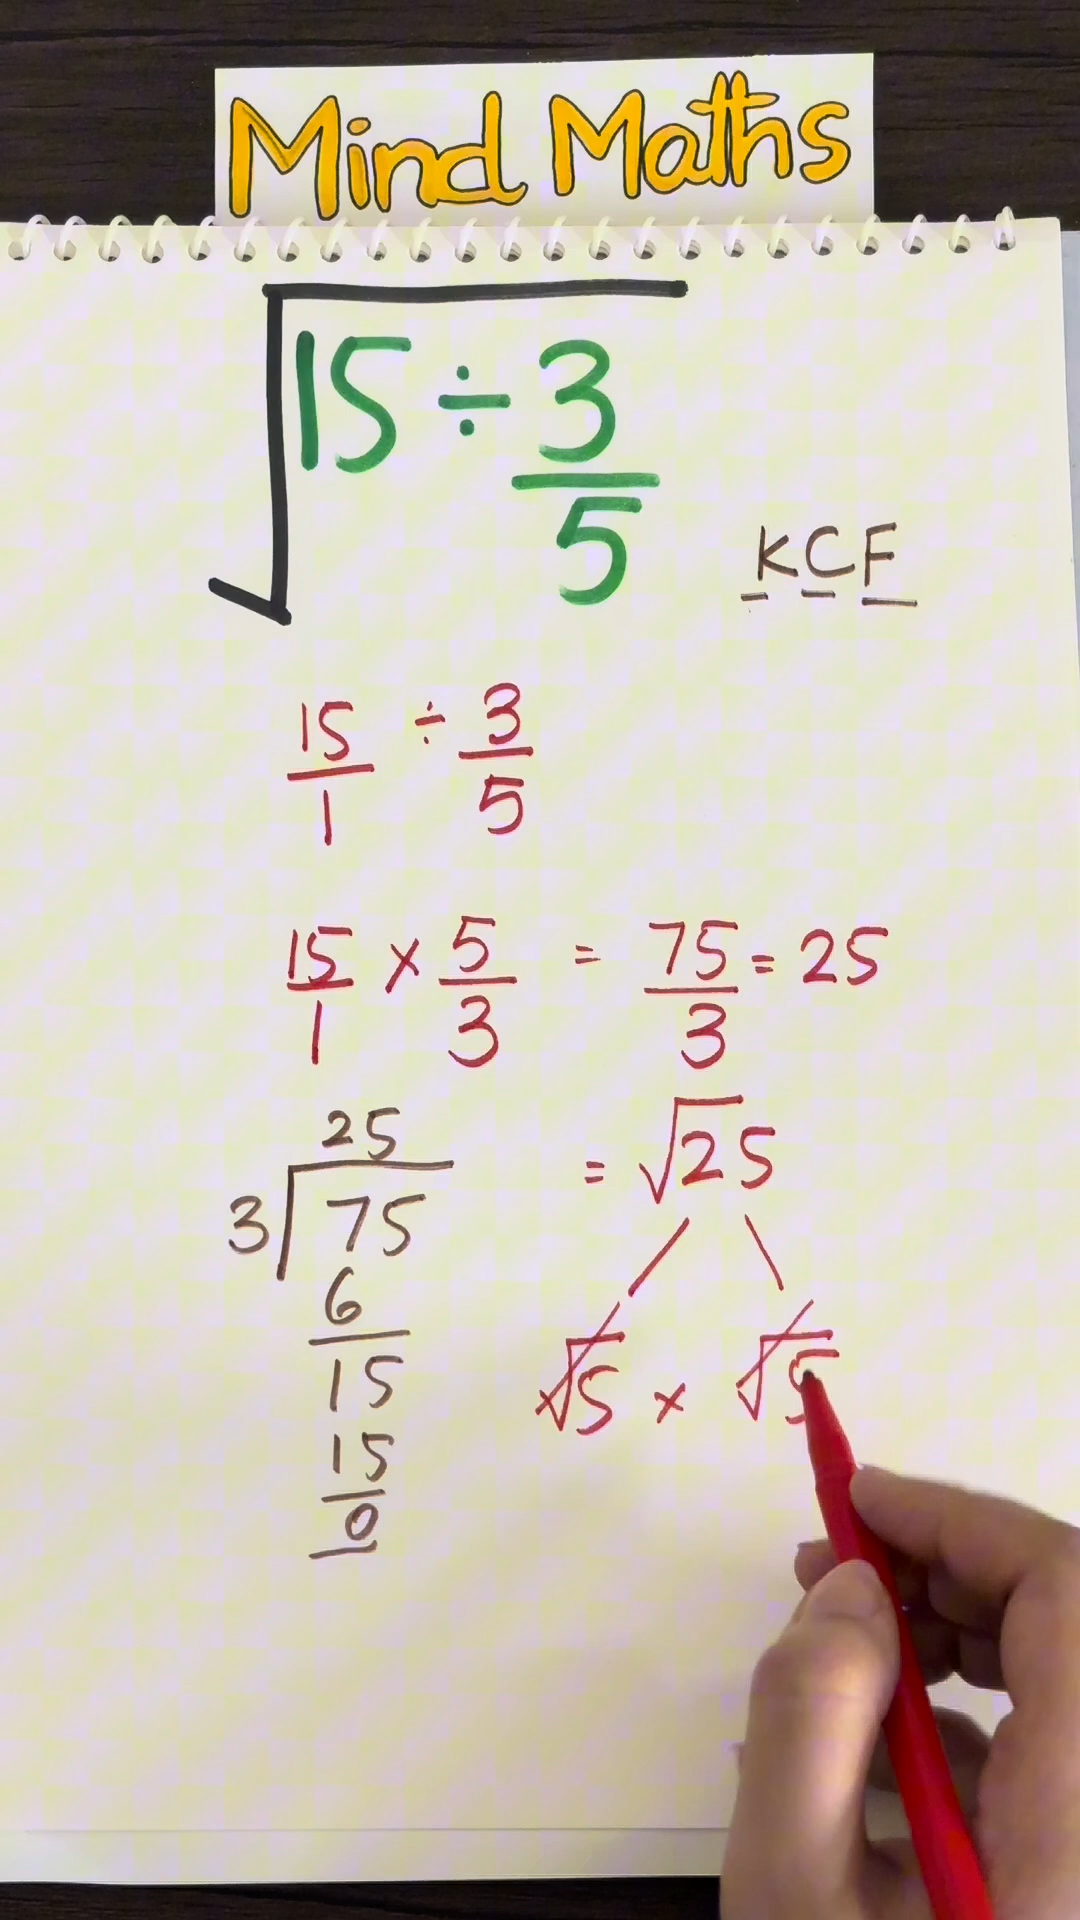 Mind Maths
√15 ÷ 3/5
KCF
15/1 ÷ 3/5
15/1 × 5/3 = 75/3 = 25
= √25
√5 × √5
25
3 75
6
15
15
0